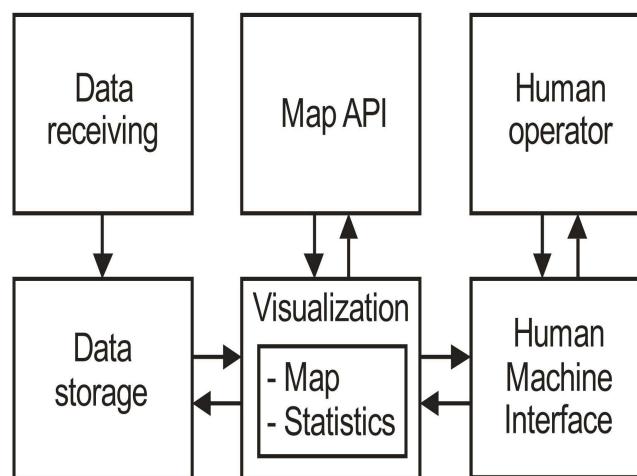 Data
receiving
Map API
Human
operator
Data
storage
Visualization
- Map
- Statistics
Human
Machine
Interface